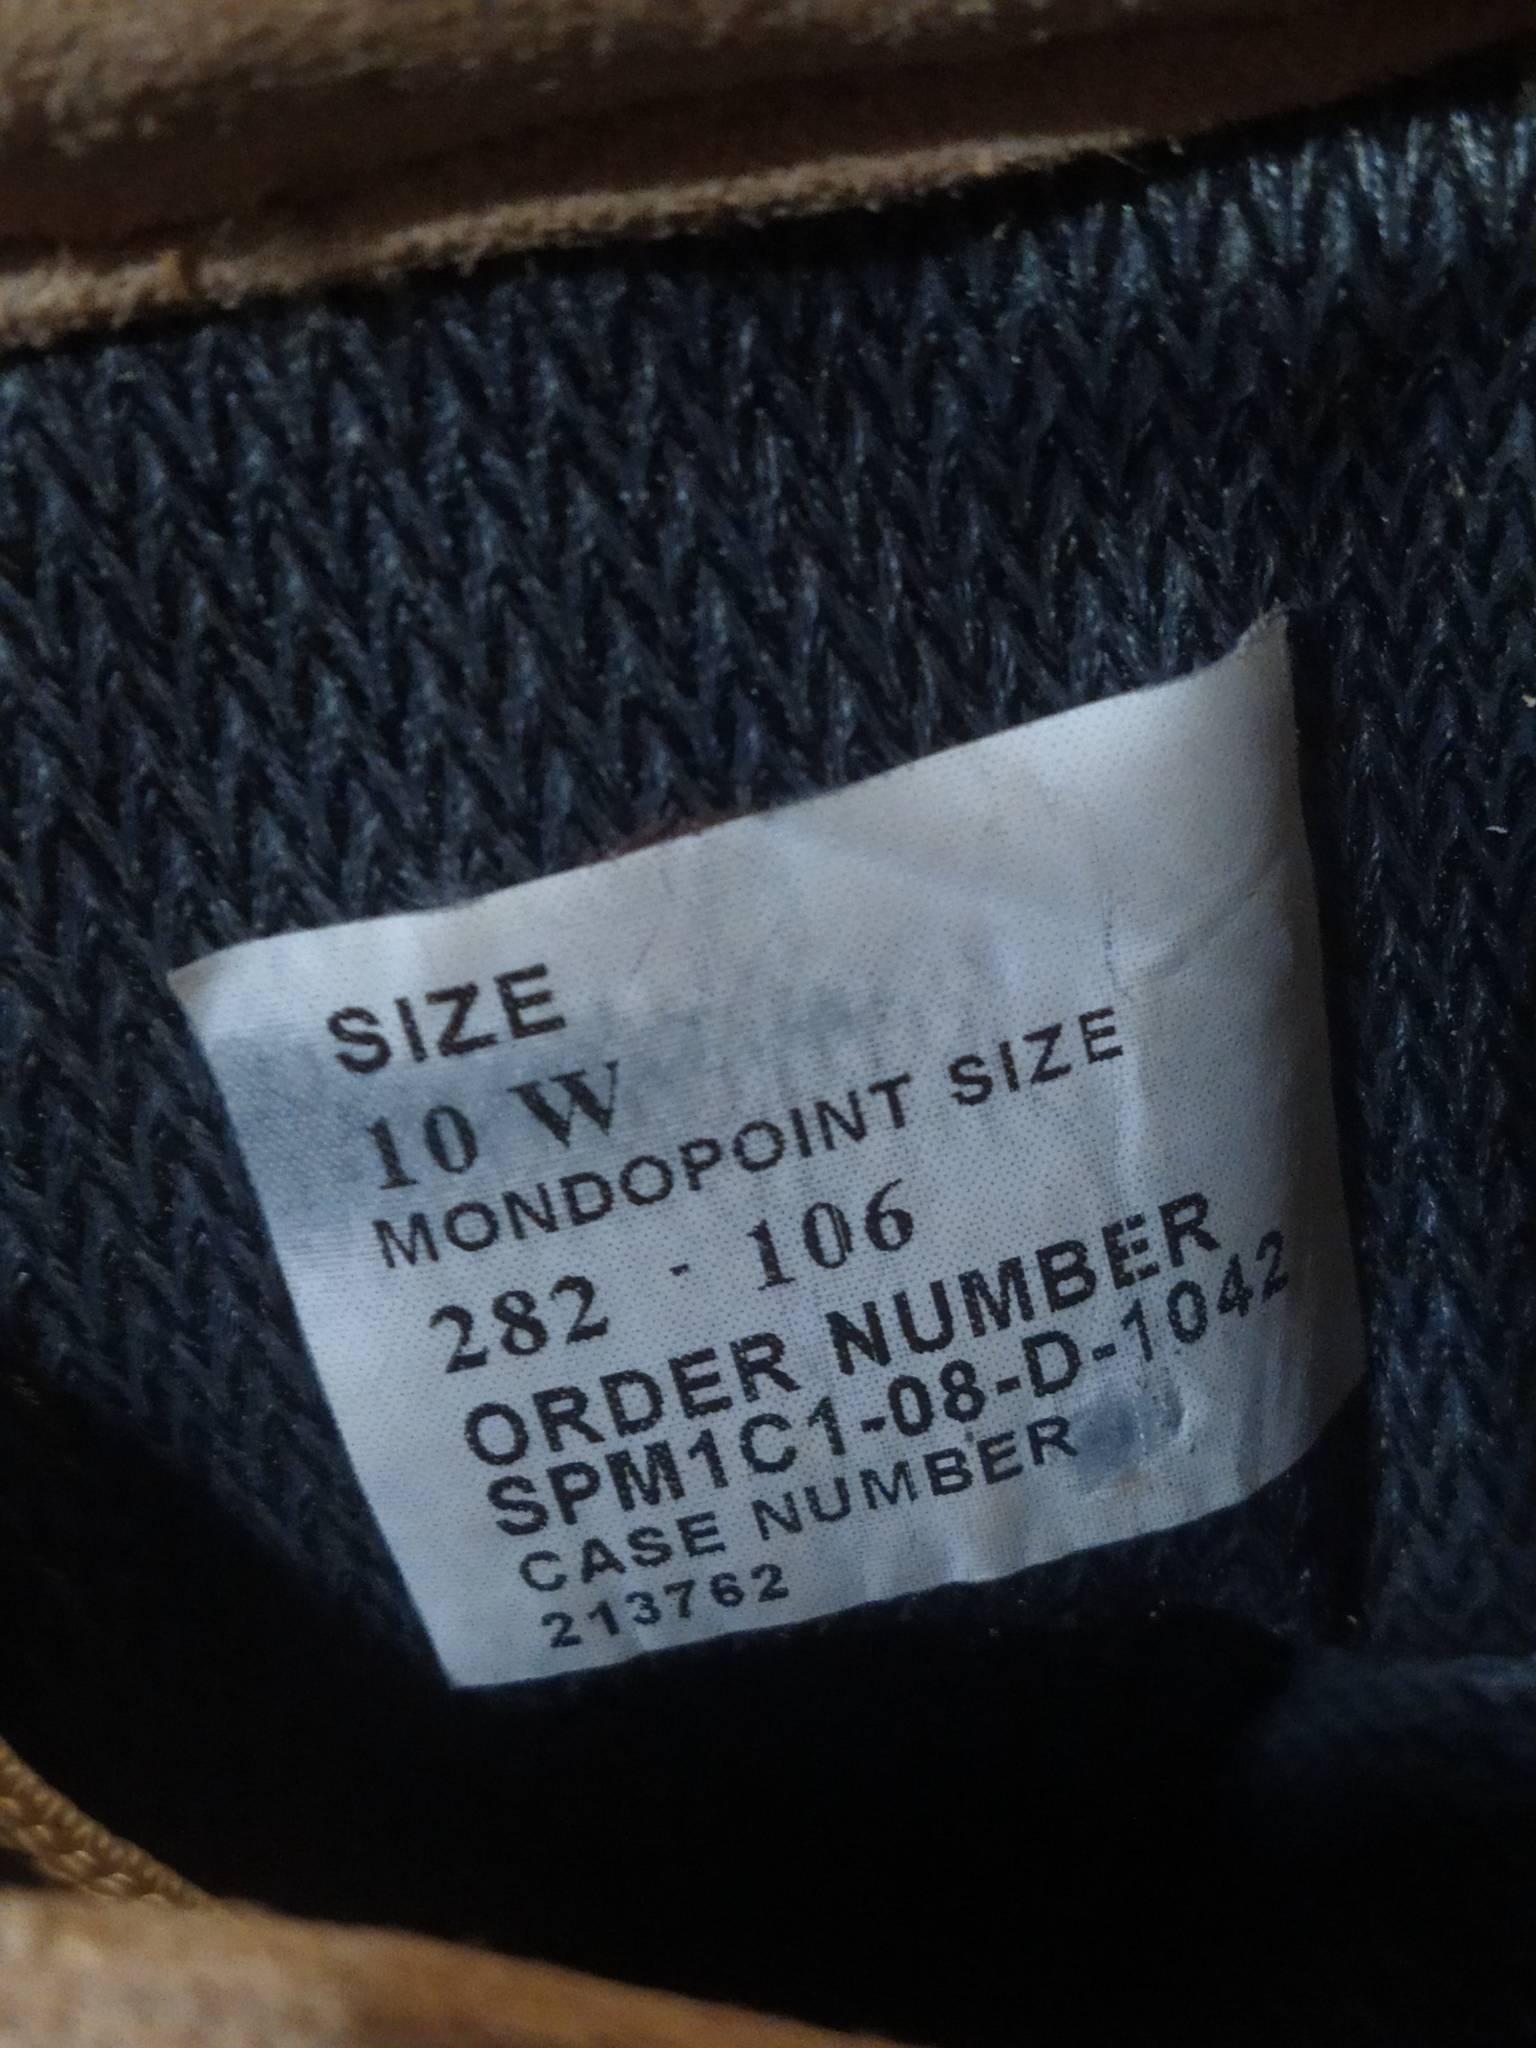 SIZE
10 W
MONDOPOINT SIZE
282 - 106
ORDER NUMBER
SPM1C1-08-D-1042
CASE NUMBER
213762